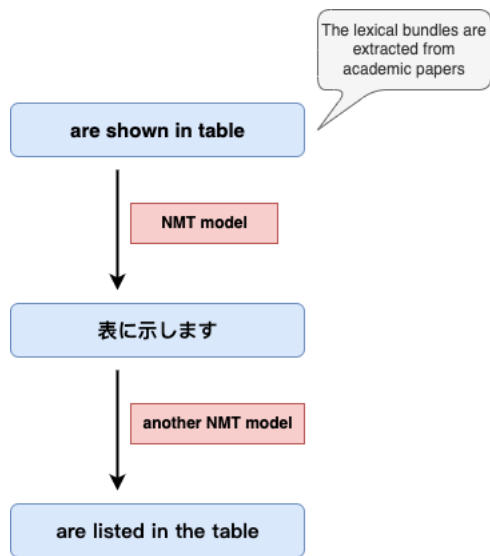 The lexical bundles are
extracted from
academic papers
are shown in table
NMT model
表に示します
another NMT model
are listed in the table